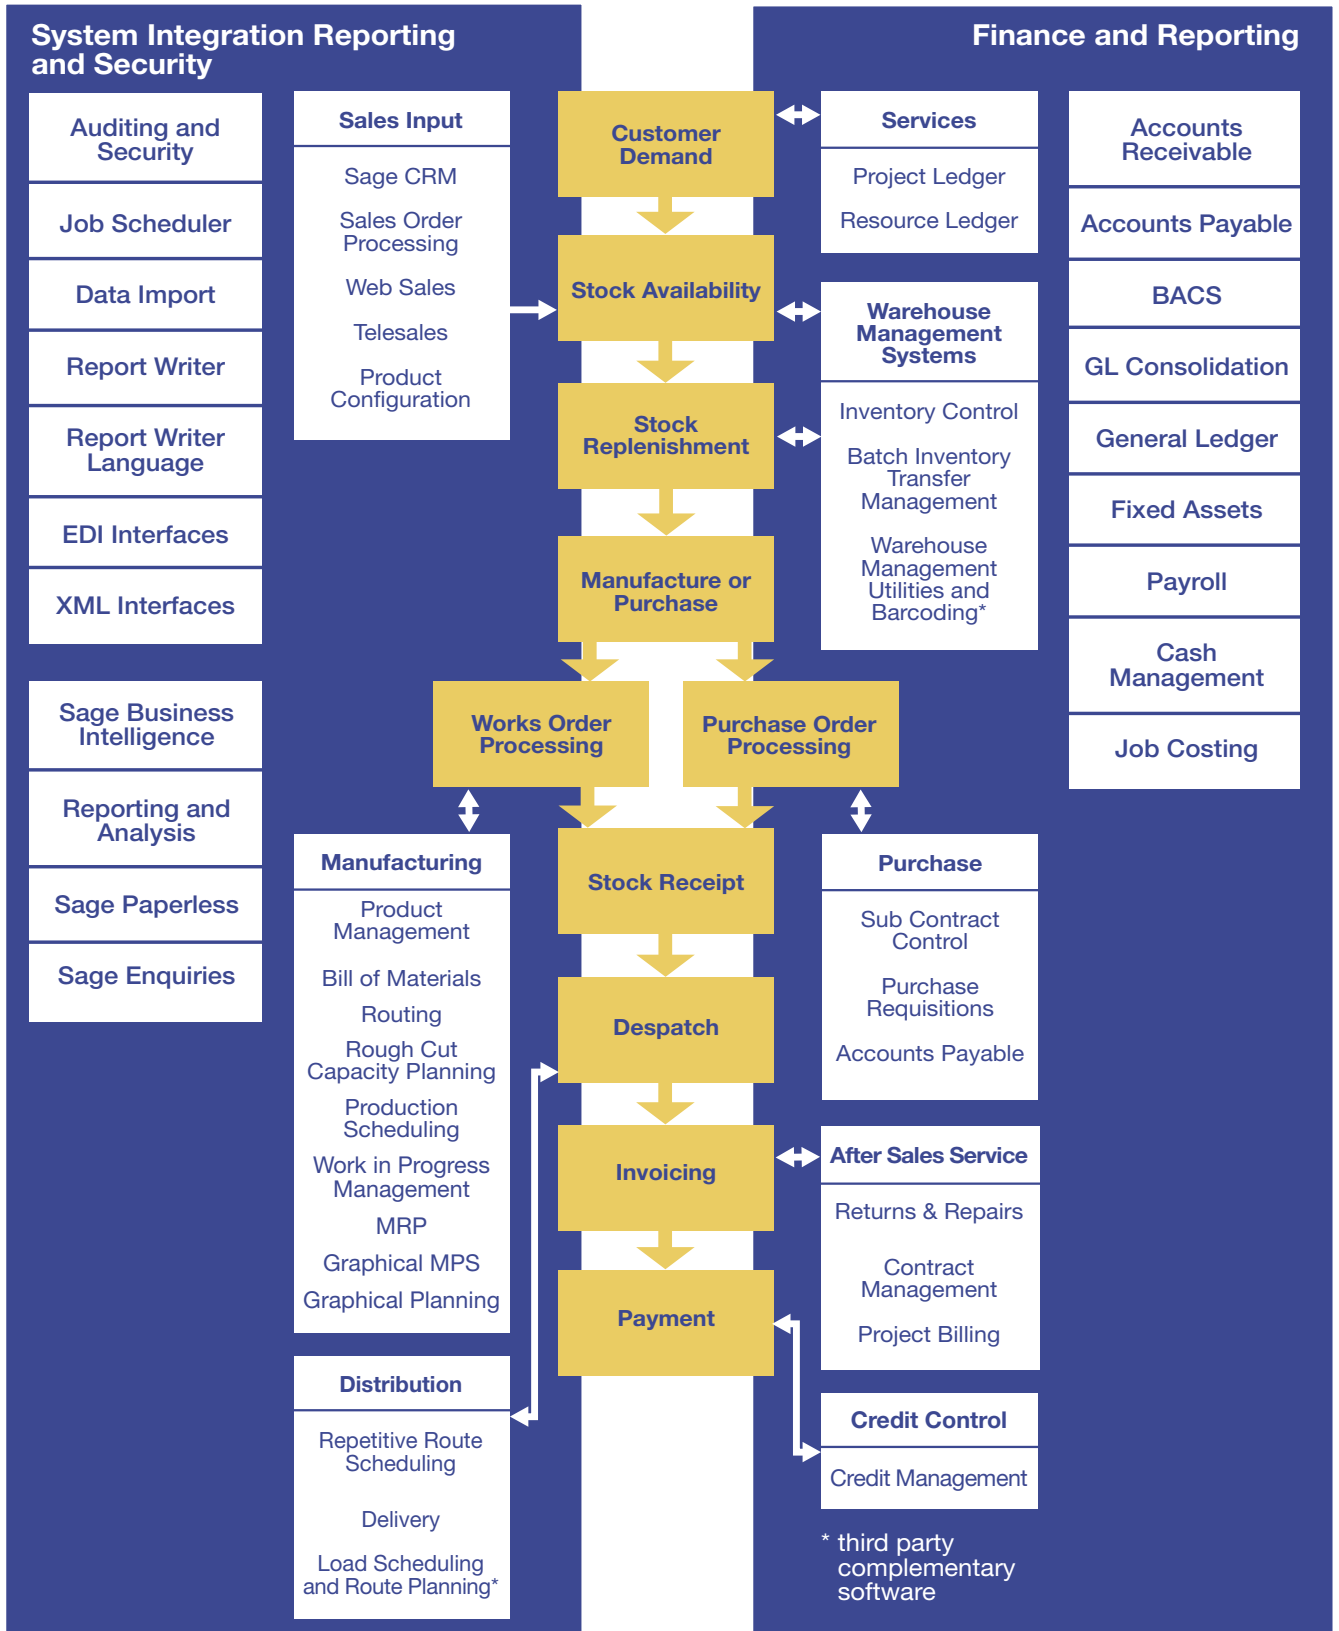 System Integration Reporting
and Security
Auditing and
Security
Job Scheduler
Data Import
Report Writer
Report Writer
Language
EDI Interfaces
XML Interfaces
Sage Business
Intelligence
Reporting and
Analysis
Sage Paperless
Sage Enquiries
Sales Input
Sage CRM
Sales Order
Processing
Web Sales
Telesales
Product
Configuration
Manufacturing
Product
Management
Bill of Materials
Routing
Rough Cut
Capacity Planning
Production
Scheduling
Work in Progress
Management
MRP
Graphical MPS
Graphical Planning
Distribution
Repetitive Route
Scheduling
Delivery
Load Scheduling
and Route Planning*
Customer
Demand
Stock Availability
Stock
Replenishment
Manufacture or
Purchase
Works Order
Processing
Purchase Order
Processing
Stock Receipt
Despatch
Invoicing
Payment
Finance and Reporting
Services
Project Ledger
Resource Ledger
Warehouse
Management
Systems
Inventory Control
Batch Inventory
Transfer
Management
Warehouse
Management
Utilities and
Barcoding*
Purchase
Sub Contract
Control
Purchase
Requisitions
Accounts Payable
After Sales Service
Returns & Repairs
Contract
Management
Project Billing
Credit Control
Credit Management
* third party
complementary
software
Accounts
Receivable
Accounts Payable
BACS
GL Consolidation
General Ledger
Fixed Assets
Payroll
Cash
Management
Job Costing